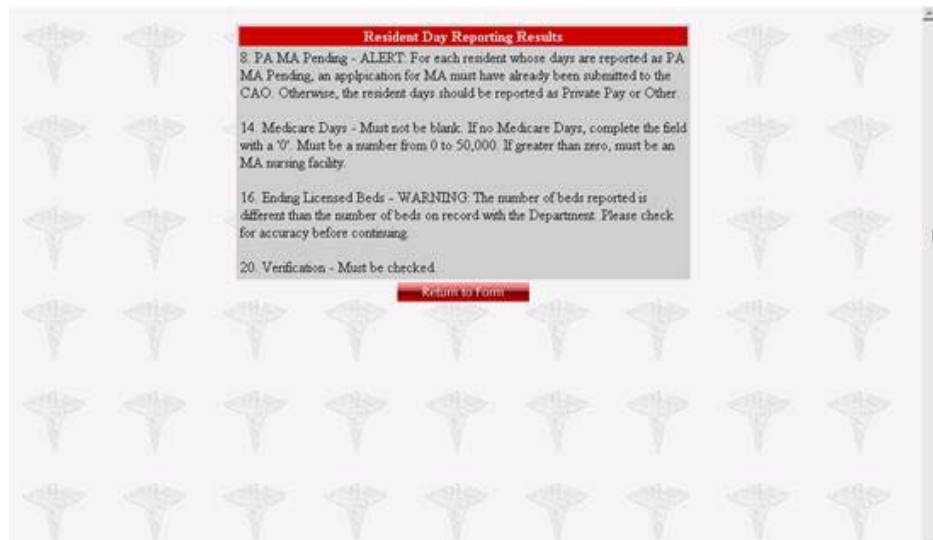 Resident Day Reporting Results
8. PA MA Pending - ALERT: For each resident whose days are reported as PA
MA Pending, an applpication for MA must have already been submitted to the
CAO. Otherwise, the resident days should be reported as Private Pay or Other.
14. Medicare Days - Must not be blank. If no Medicare Days, complete the field
with a '0'. Must be a number from 0 to 50,000. If greater than zero, must be an
MA nursing facility.
16. Ending Licensed Beds - WARNING: The number of beds reported is
different than the number of beds on record with the Department. Please check
for accuracy before continuing.
20. Verification - Must be checked.
Return to Form